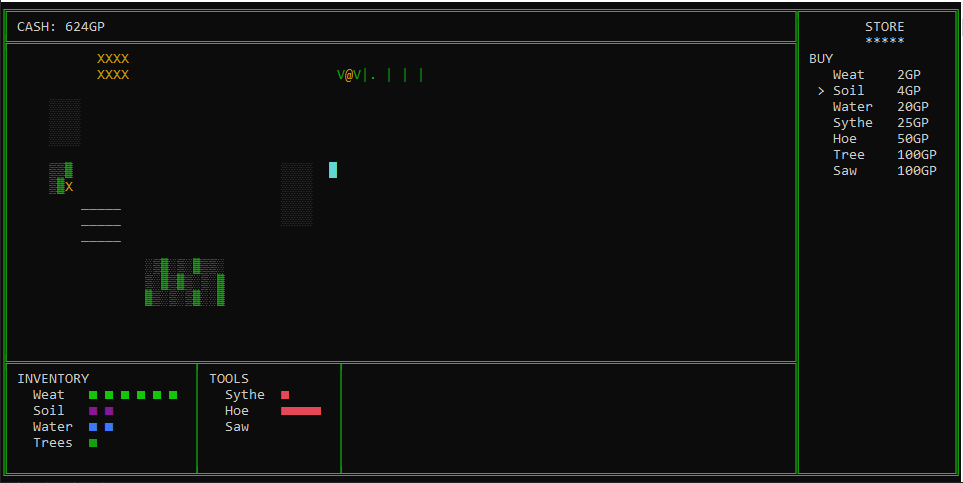 CASH: 624GP
XXXX
XXXX
V@V|. | | |
X
STORE
*****
BUY
Weat 2GP
> Soil 4GP
Water 20GP
Sythe 25GP
Hoe 50GP
Tree 100GP
Saw 100GP
INVENTORY
Weat
Soil
Water
Trees
TOOLS
Sythe
Hoe
Saw